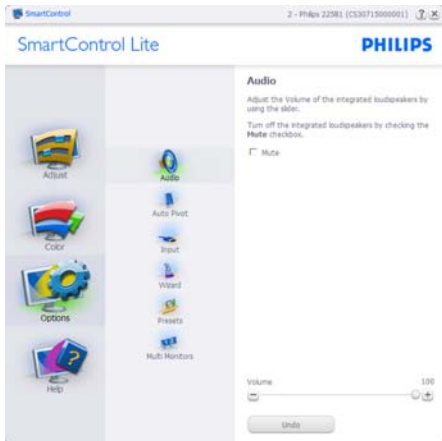 SmartControl
2 - Philips 225B1 (CS30715000001)
SmartControl Lite
PHILIPS
Adjust
Color
Options
Help
Audio
Auto Pivot
Input
Wizard
Presets
Multi Monitors
Audio
Adjust the Volume of the integrated loudspeakers by
using the slider.
Turn off the integrated loudspeakers by checking the
Mute checkbox.
Mute
Volume 100
Undo